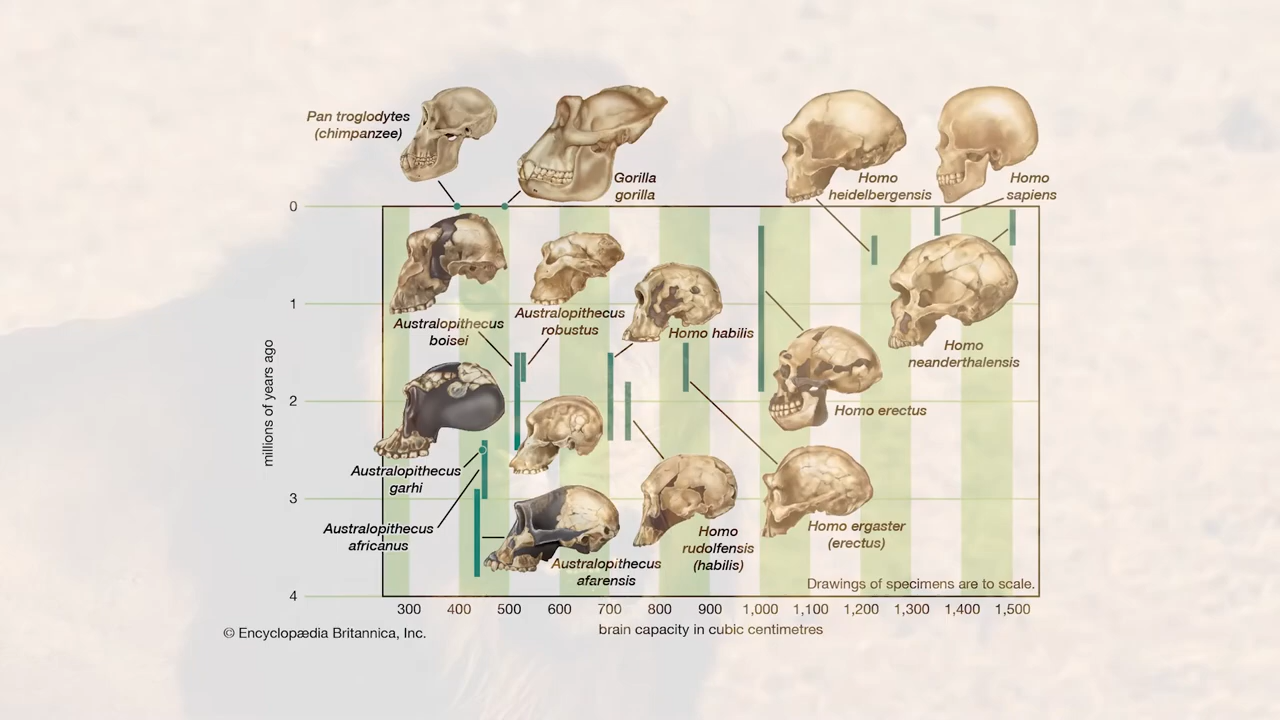 Pan troglodytes
(chimpanzee)
Gorilla
gorilla
Homo
heidelbergensis
Homo
sapiens
0
Australopithecus
boisei
Australopithecus
robustus
Homo habilis
Homo
neanderthalensis
1
millions of years ago
2
Homo erectus
Australopithecus
garhi
3
Australopithecus
africanus
Australopithecus
afarensis
Homo
rudolfensis
(habilis)
Homo ergaster
(erectus)
Drawings of specimens are to scale.
4
300 400 500 600 700 800 900 1,000 1,100 1,200 1,300 1,400 1,500
brain capacity in cubic centimetres
© Encyclopædia Britannica, Inc.